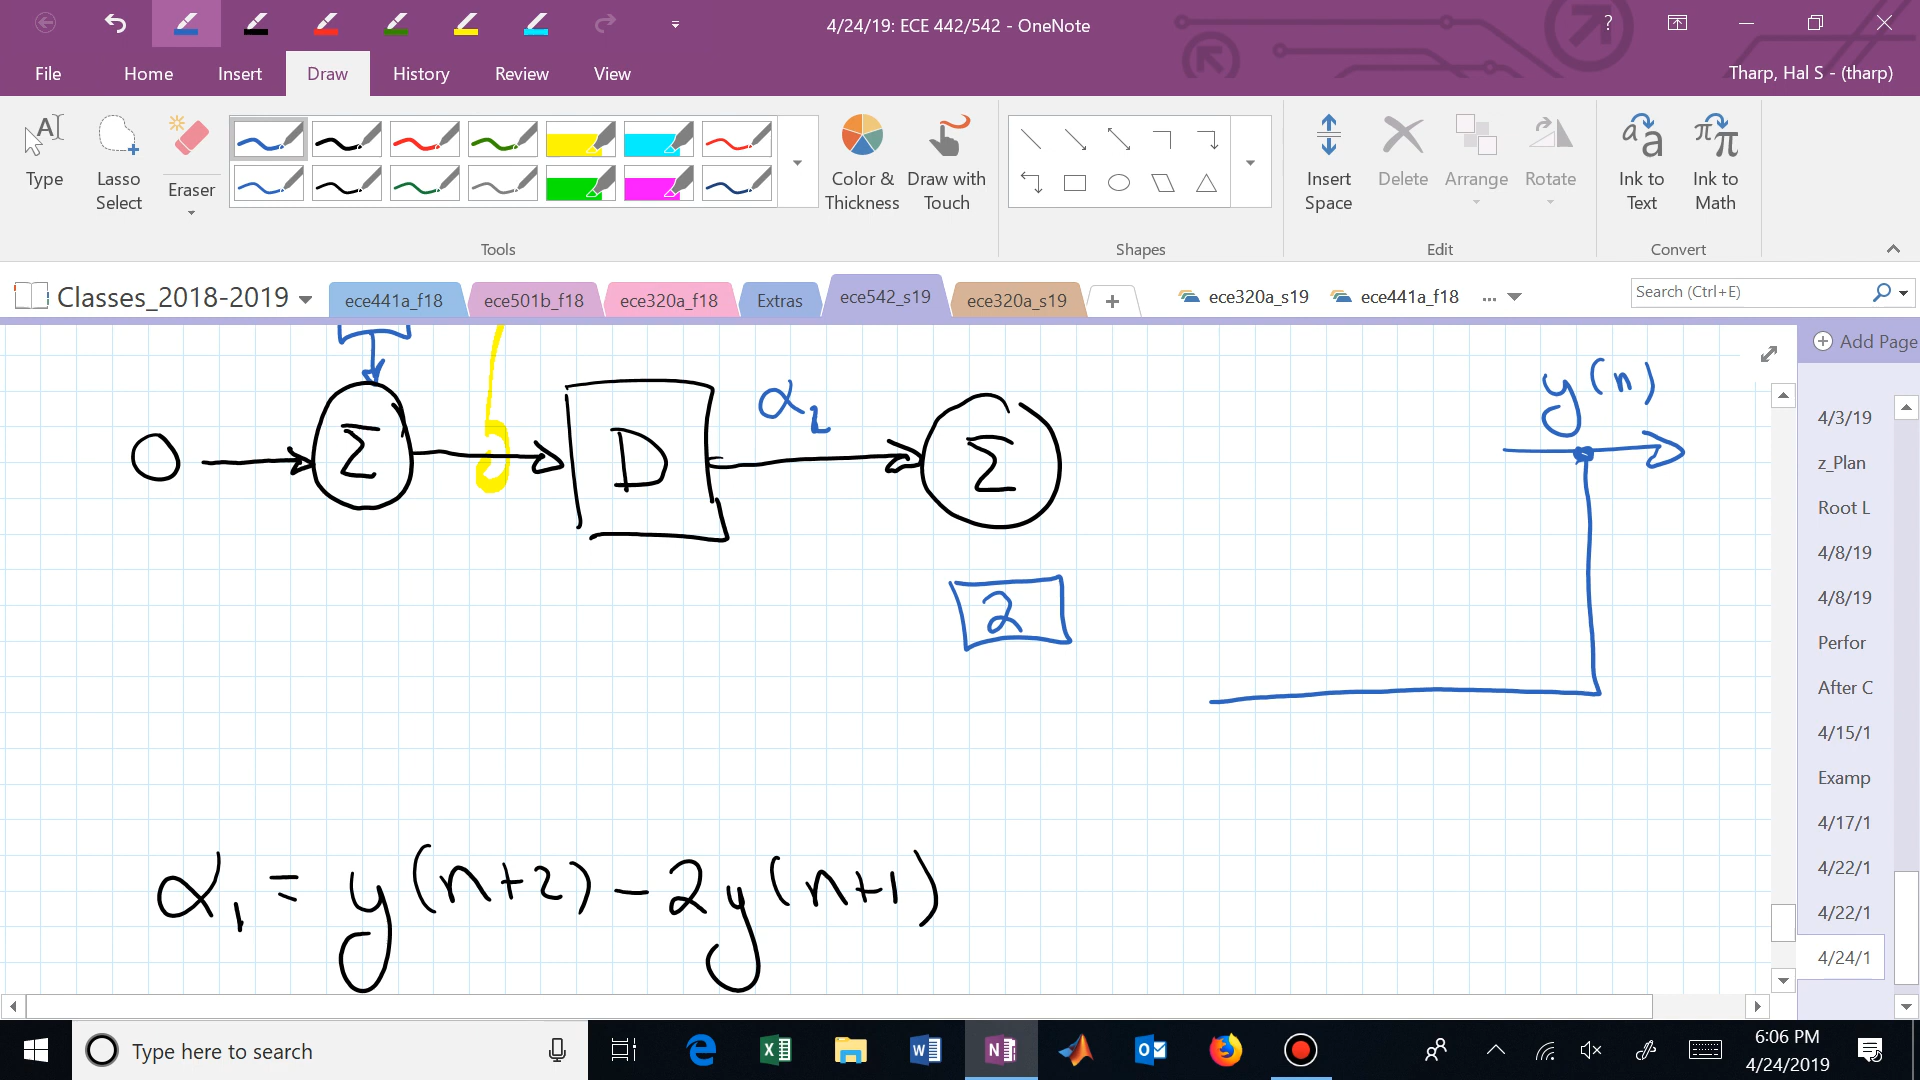 4/24/19: ECE 442/542 - OneNote
?
File Home Insert Draw History Review View
Tharp, Hal S - (tharp)
Type
Lasso Select
Eraser
Color & Thickness
Draw with Touch
Insert Space
Delete
Arrange
Rotate
Ink to Text
Ink to Math
Tools
Shapes
Edit
Convert
Classes_2018-2019
ece441a_f18
ece501b_f18
ece320a_f18
Extras
ece542_s19
ece320a_s19
+
ece320a_s19
ece441a_f18
...
Search (Ctrl+E)
Add Page
4/3/19
z_Plan
Root L
4/8/19
4/8/19
Perfor
After C
4/15/1
Examp
4/17/1
4/22/1
4/22/1
4/24/1
y(n)
α₂
0
Σ
D
Σ
2
α₁ = y(n+2) - 2y(n+1)
Type here to search
6:06 PM
4/24/2019